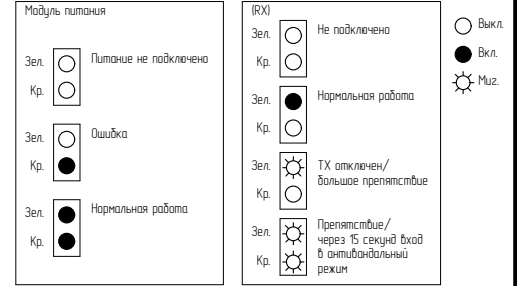 Модуль питания
Зел.
Кр.
Питание не подключено
Зел.
Кр.
Ошибка
Зел.
Кр.
Нормальная работа
(RX)
Зел.
Кр.
Не подключено
Зел.
Кр.
Нормальная работа
Зел.
Кр.
TX отключен/
большое препятствие
Зел.
Кр.
Препятствие/
через 15 секунд вход
в антивандальный
режим
Выкл.
Вкл.
Миг.